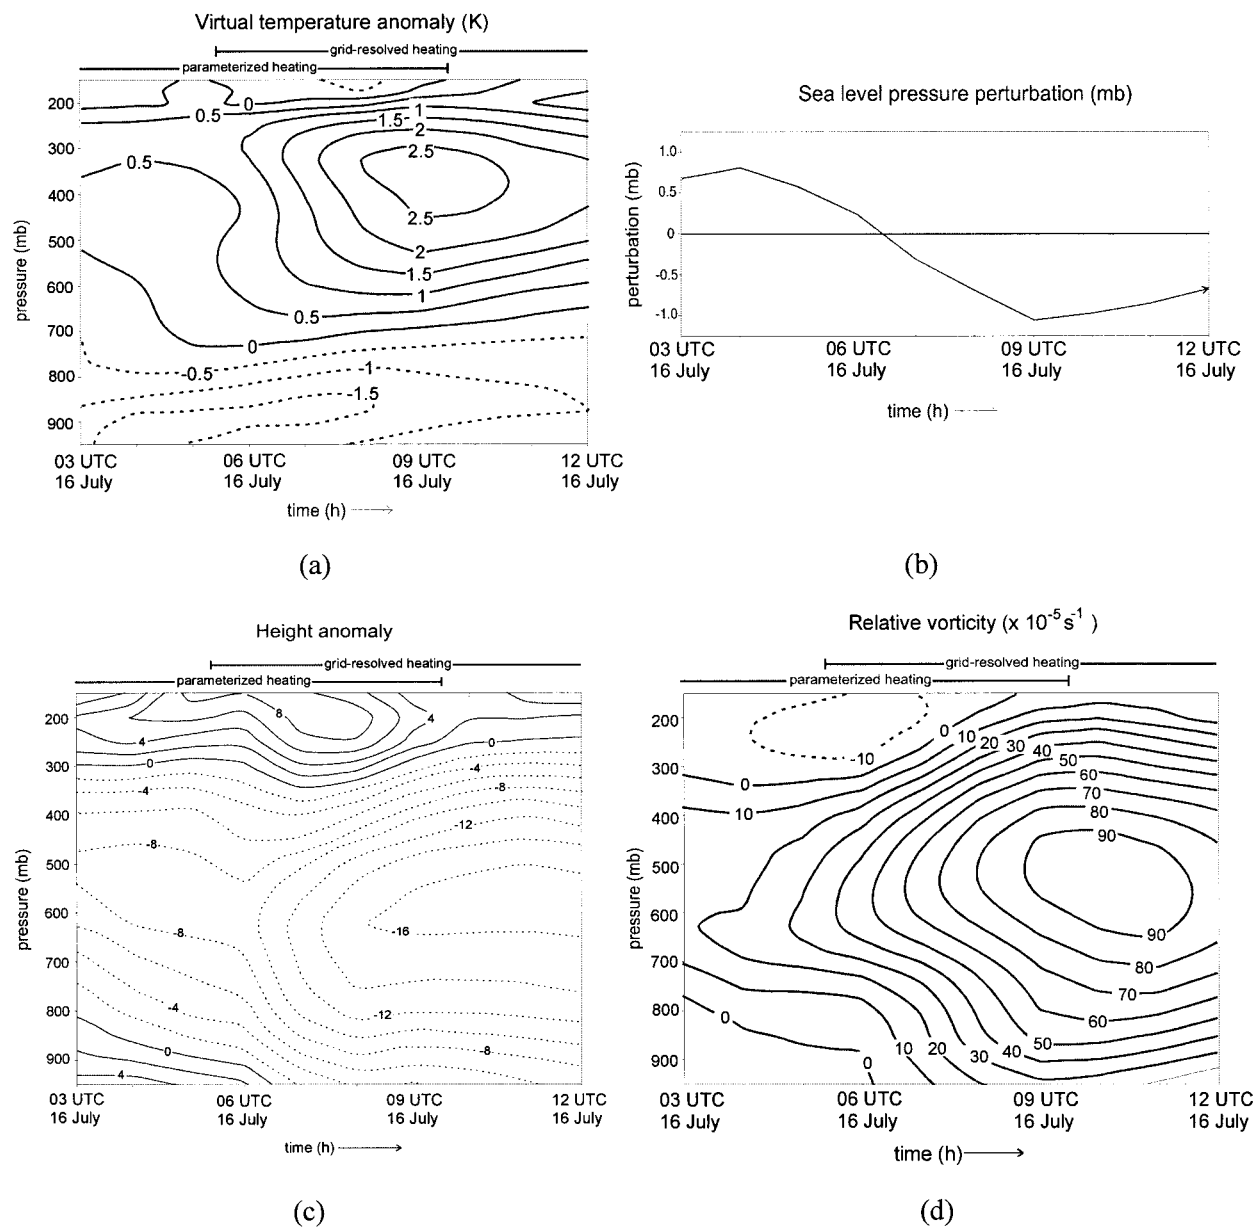 (a)
Virtual temperature anomaly (K)
grid-resolved heating
parameterized heating
200
300
400
500
600
700
800
900
pressure (mb)
0
0.5
1
1.5
2
2.5
0.5
2.5
2
1.5
1
0.5
0
-0.5
-1
-1.5
03 UTC 06 UTC 09 UTC 12 UTC
16 July 16 July 16 July 16 July
time (h)
(a)
Sea level pressure perturbation (mb)
1.0
0.5
0
-0.5
-1.0
perturbation (mb)
03 UTC 06 UTC 09 UTC 12 UTC
16 July 16 July 16 July 16 July
time (h)
(b)
Height anomaly
grid-resolved heating
parameterized heating
200
300
400
500
600
700
800
900
pressure (mb)
8
4
4
0
0
-4
-4
-8
-12
-8
-8
-16
-4
-12
0
-8
4
03 UTC 06 UTC 09 UTC 12 UTC
16 July 16 July 16 July 16 July
time (h)
(c)
Relative vorticity (x 10-5 s-1 )
grid-resolved heating
parameterized heating
200
300
400
500
600
700
800
900
pressure (mb)
-10
0
10
20
30
40
50
60
70
80
90
0
10
90
80
70
60
50
40
30
20
10
0
0
03 UTC 06 UTC 09 UTC 12 UTC
16 July 16 July 16 July 16 July
time (h)
(d)